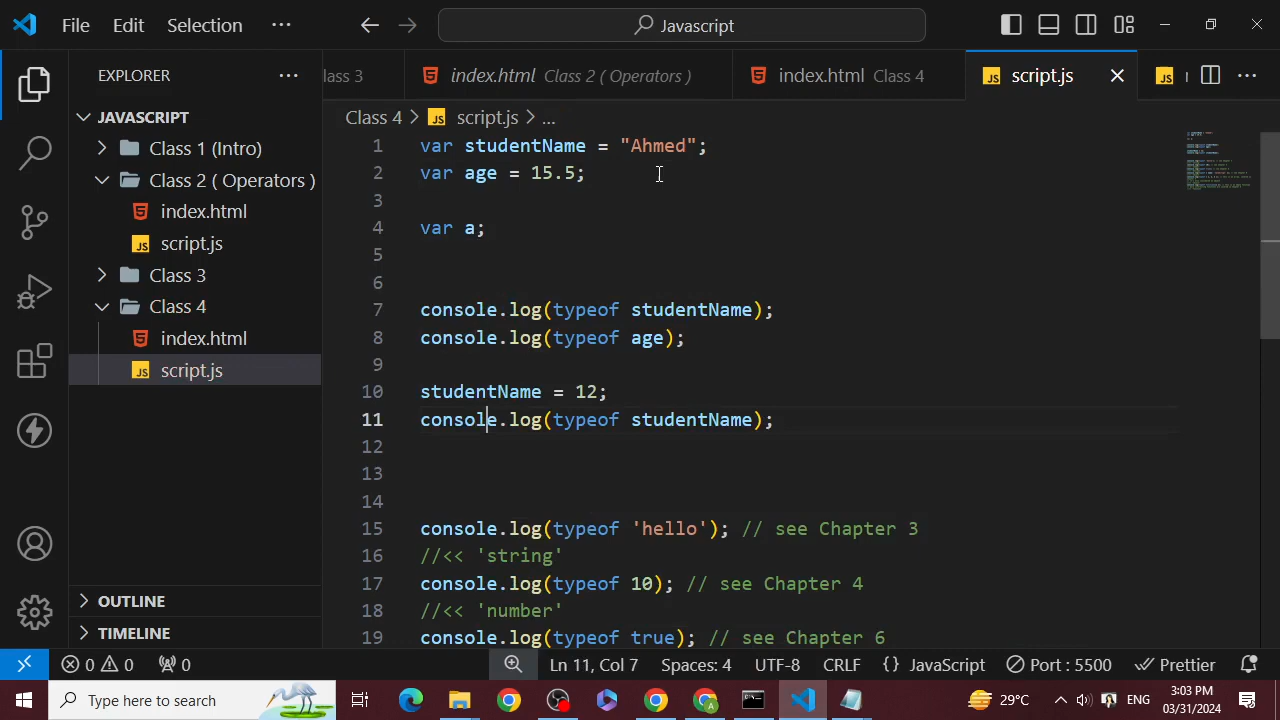 File Edit Selection ··· Javascript
EXPLORER ···
lass 3 index.html Class 2 ( Operators ) index.html Class 4 script.js
JAVASCRIPT
Class 1 (Intro)
Class 2 ( Operators )
index.html
script.js
Class 3
Class 4
index.html
script.js
OUTLINE
TIMELINE
Class 4 > script.js > ...
1 var studentName = "Ahmed";
2 var age = 15.5;
3
4 var a;
5
6
7 console.log(typeof studentName);
8 console.log(typeof age);
9
10 studentName = 12;
11 console.log(typeof studentName);
12
13
14
15 console.log(typeof 'hello'); // see Chapter 3
16 //<< 'string'
17 console.log(typeof 10); // see Chapter 4
18 //<< 'number'
19 console.log(typeof true); // see Chapter 6
0 0 0 Ln 11, Col 7 Spaces: 4 UTF-8 CRLF {} JavaScript Port : 5500 Prettier
Type here to search 29°C ENG 3:43 PM
03/31/2024